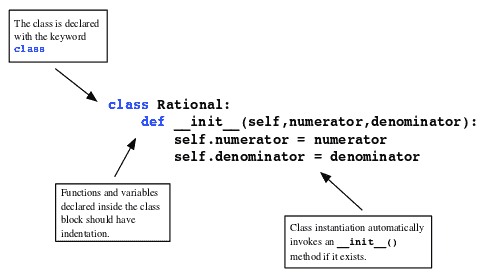 The class is declared
with the keyword
class
class Rational:
def __init__(self,numerator,denominator):
self.numerator = numerator
self.denominator = denominator
Functions and variables
declared inside the class
block should have
indentation.
Class instantiation automatically
invokes an __init__()
method if it exists.